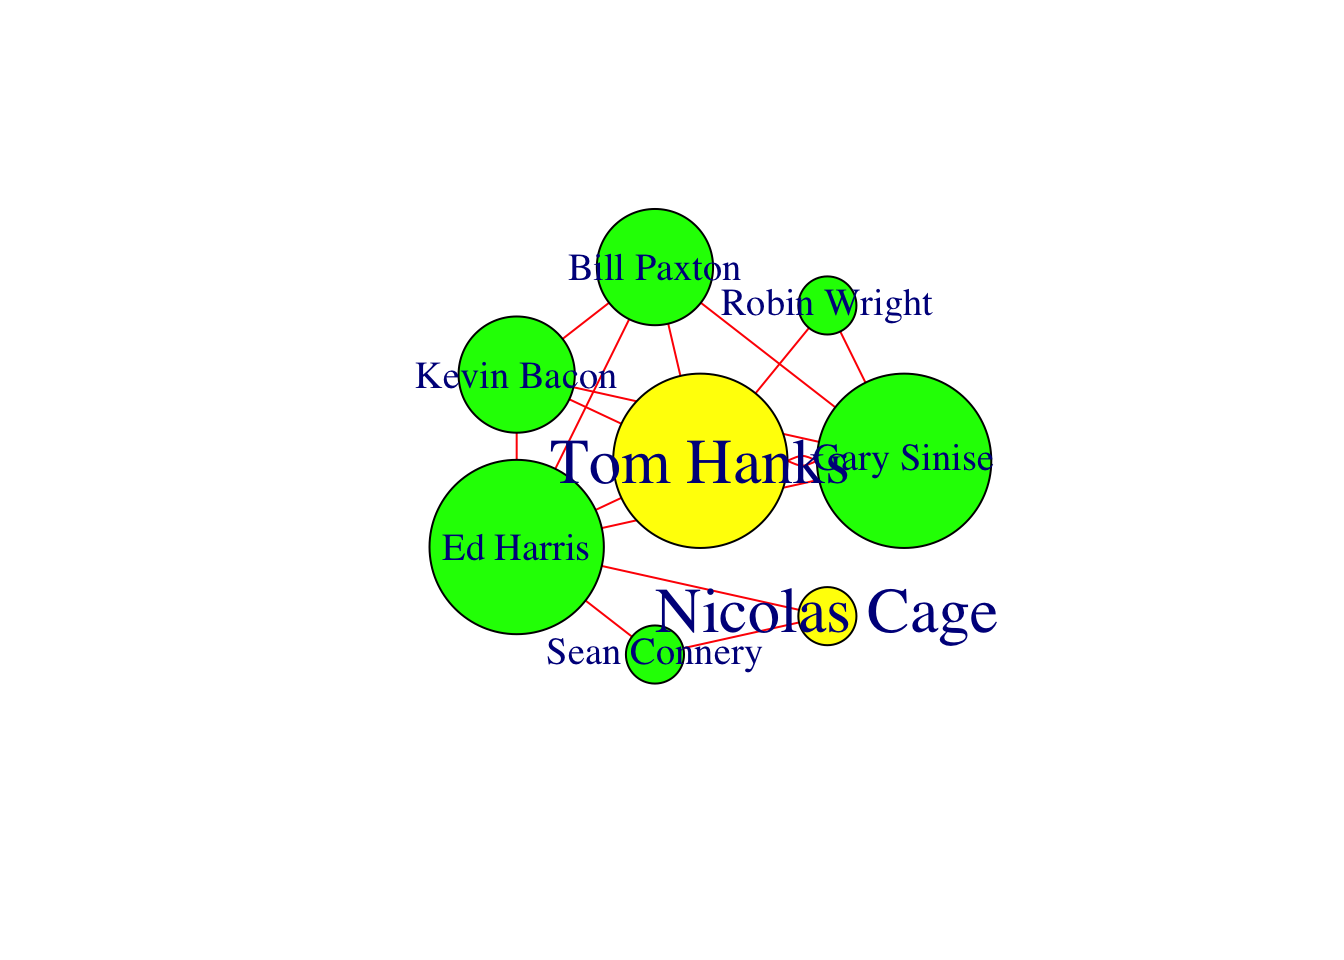 Bill Paxton
Robin Wright
Kevin Bacon
Tom Hanks
Gary Sinise
Ed Harris
Nicolas Cage
Sean Connery